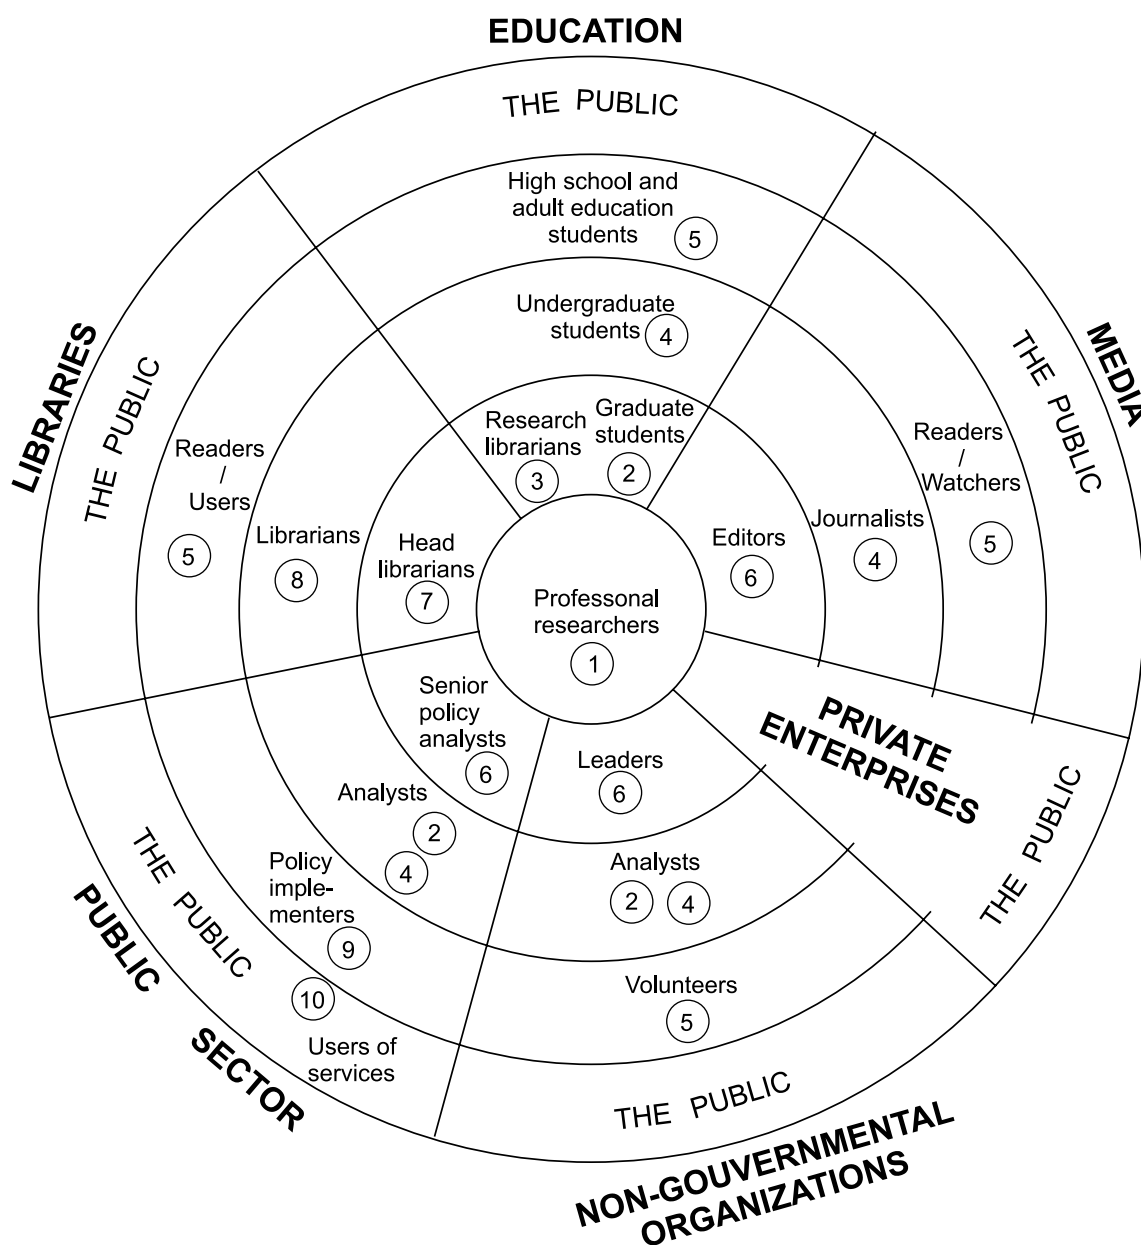 EDUCATION
THE PUBLIC
High school and
adult education
students
5
Undergraduate
students
4
Research
librarians
3
Graduate
students
2
MEDIA
THE PUBLIC
Readers
Watchers
5
Journalists
4
Editors
6
LIBRARIES
THE PUBLIC
Readers
Users
5
Librarians
8
Head
librarians
7
Professonal
researchers
1
PRIVATE
ENTERPRISES
THE PUBLIC
Senior
policy
analysts
6
Analysts
2
4
Policy
imple-
menters
9
THE PUBLIC
10
Users of
services
PUBLIC
SECTOR
Leaders
6
Analysts
2 4
Volunteers
5
THE PUBLIC
NON-GOUVERNMENTAL
ORGANIZATIONS